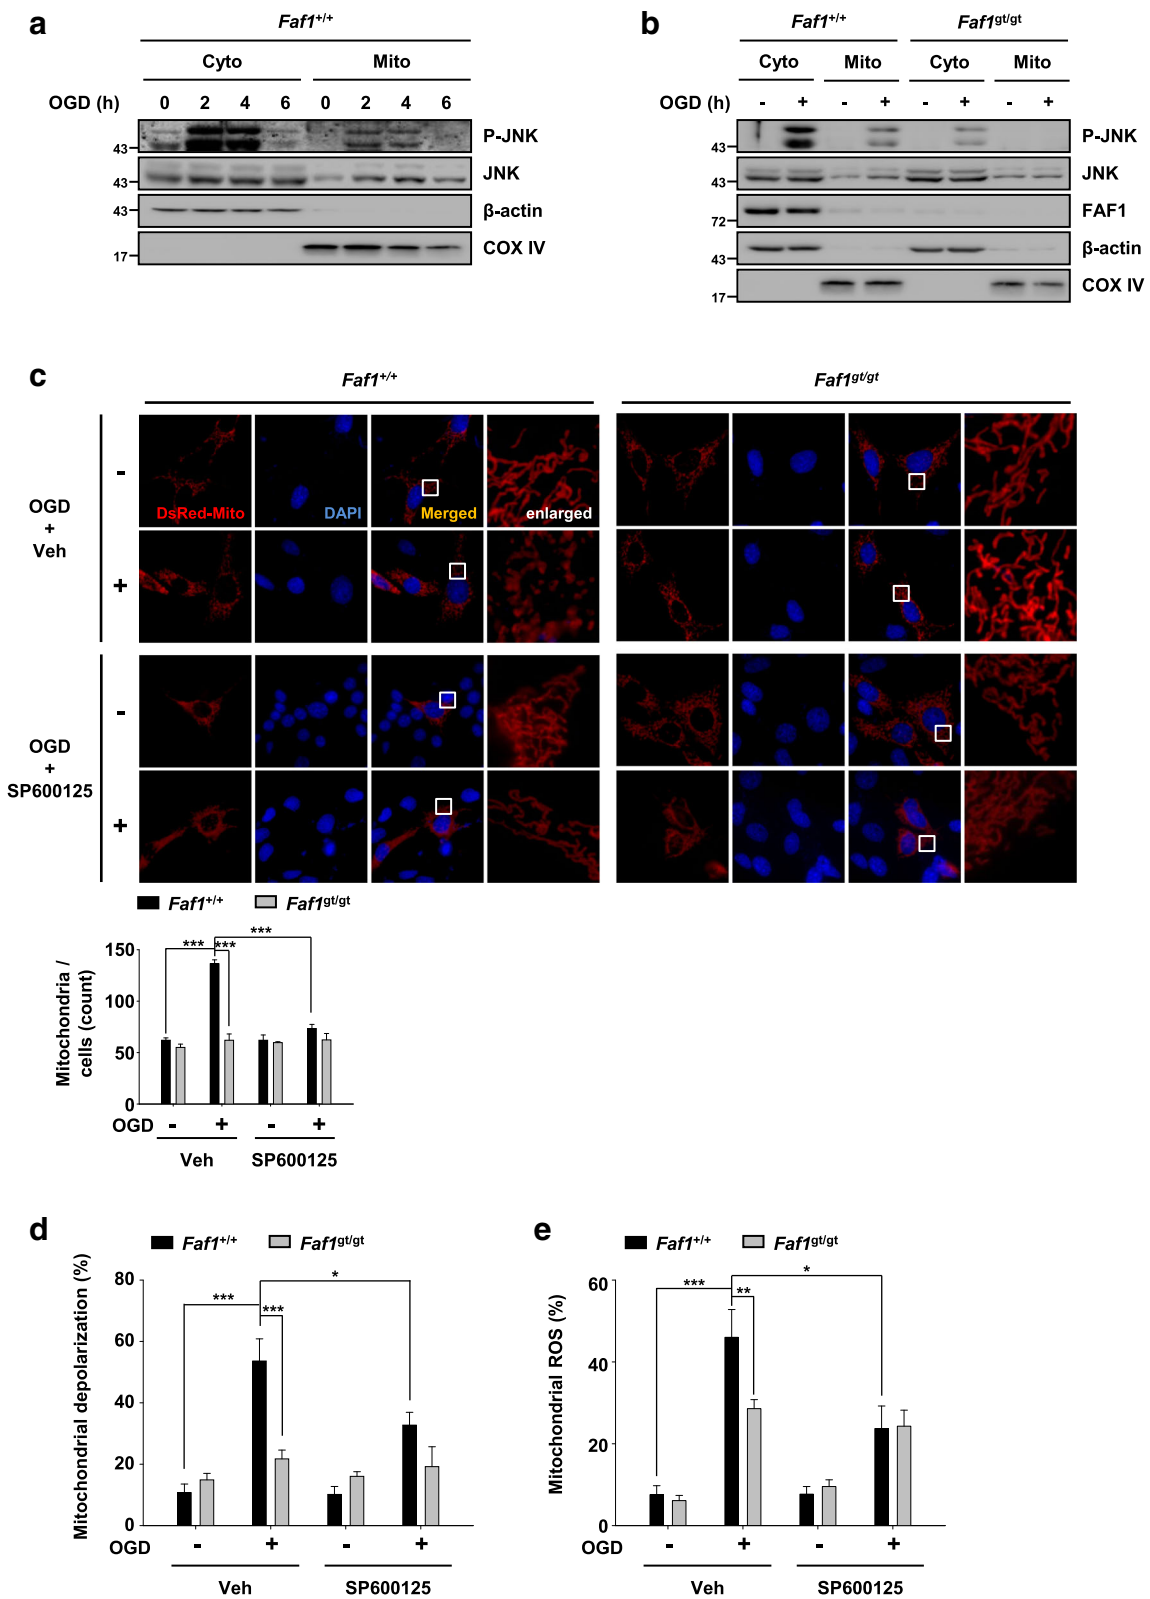 a
Faf1+/+
Cyto Mito
OGD (h) 0 2 4 6 0 2 4 6
43 P-JNK
43 JNK
43 β-actin
17 COX IV
b
Faf1+/+ Faf1gt/gt
Cyto Mito Cyto Mito
OGD (h) - + - + - + - +
43 P-JNK
43 JNK
72 FAF1
43 β-actin
17 COX IV
c
Faf1+/+ Faf1gt/gt
OGD
+
Veh
-
DsRed-Mito DAPI Merged enlarged
+
OGD
+
SP600125
-
+
Faf1+/+ Faf1gt/gt
Mitochondria /
cells (count)
150
100
50
0
*** *** ***
OGD - + - +
Veh SP600125
d
Faf1+/+ Faf1gt/gt
Mitochondrial depolarization (%)
80
60
40
20
0
*** *** *
OGD - + - +
Veh SP600125
e
Faf1+/+ Faf1gt/gt
Mitochondrial ROS (%)
60
40
20
0
*** ** *
OGD - + - +
Veh SP600125